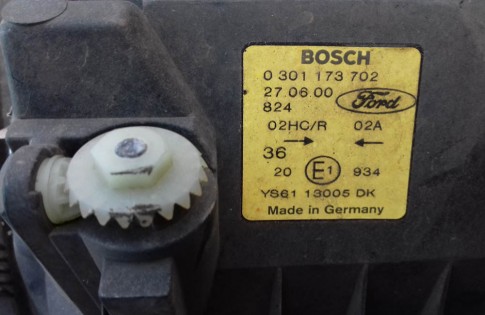 BOSCH
0 301 173 702
27.06.00
824 Ford
02HC/R 02A
→ ←
36
20 E1 934
YS61 13005 DK
Made in Germany